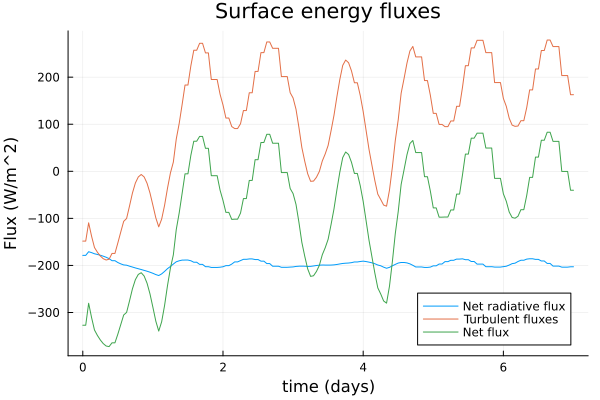 Surface energy fluxes
Flux (W/m^2)
200
100
0
−100
−200
−300
0
2
4
6
time (days)
Net radiative flux
Turbulent fluxes
Net flux